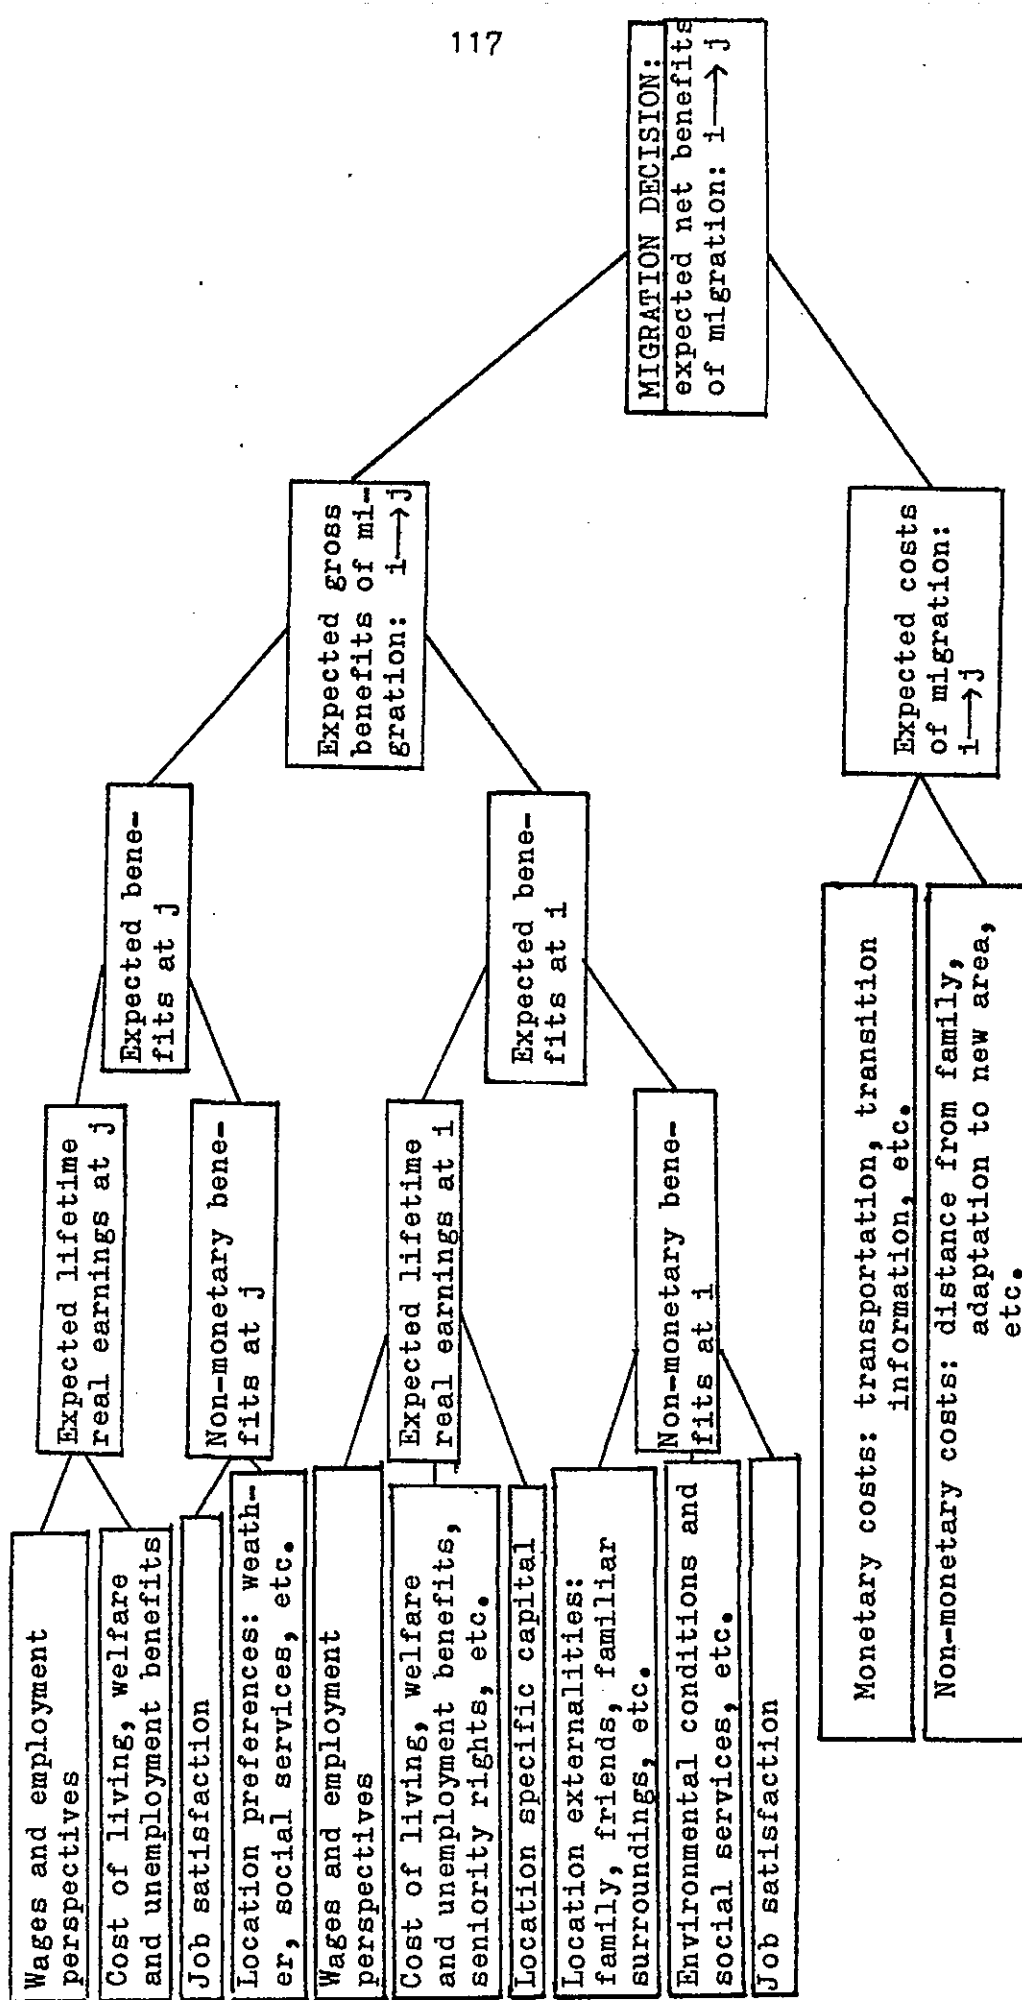 117
Wages and employment
perspectives
Cost of living, welfare
and unemployment benefits
Job satisfaction
Location preferences: weath-
er, social services, etc.
Wages and employment
perspectives
Cost of living, welfare
and unemployment benefits,
seniority rights, etc.
Location specific capital
Location externalities:
family, friends, familiar
surroundings, etc.
Environmental conditions and
social services, etc.
Job satisfaction
Expected lifetime
real earnings at j
Non-monetary bene-
fits at j
Expected lifetime
real earnings at i
Non-monetary bene-
fits at i
Monetary costs: transportation, transition
information, etc.
Non-monetary costs: distance from family,
adaptation to new area,
etc.
Expected bene-
fits at j
Expected bene-
fits at i
Expected gross
benefits of mi-
gration: i⟶j
Expected costs
of migration:
i⟶j
MIGRATION DECISION:
expected net benefits
of migration: i⟶j